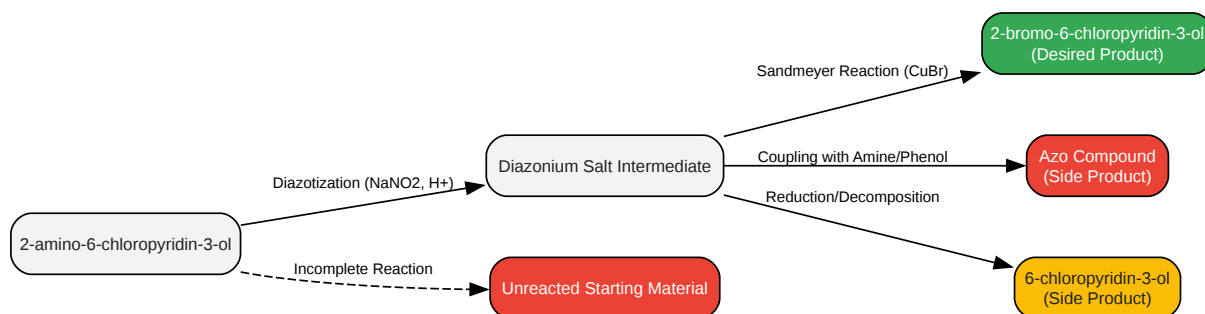 2-bromo-6-chloropyridin-3-ol
(Desired Product)
Sandmeyer Reaction (CuBr)
Diazonium Salt Intermediate
Coupling with Amine/Phenol
Azo Compound
(Side Product)
Diazotization (NaNO2, H+)
Reduction/Decomposition
2-amino-6-chloropyridin-3-ol
Incomplete Reaction
Unreacted Starting Material
6-chloropyridin-3-ol
(Side Product)